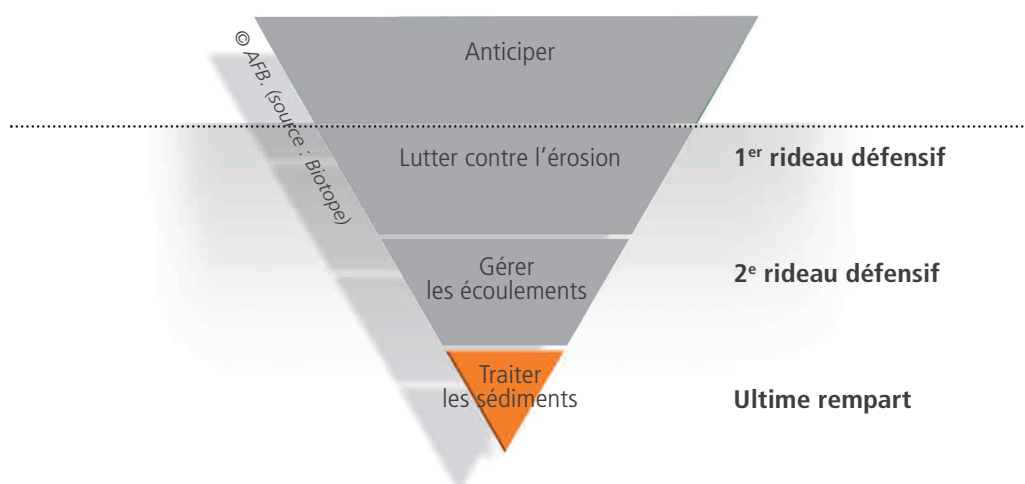 Anticiper
© AFB. (source : Biotope)
Lutter contre l’érosion
1er rideau défensif
Gérer
les écoulements
2e rideau défensif
Traiter
les sédiments
Ultime rempart